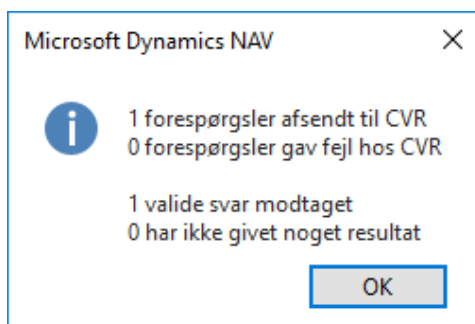 Microsoft Dynamics NAV
1 forespørgsler afsendt til CVR
0 forespørgsler gav fejl hos CVR
1 valide svar modtaget
0 har ikke givet noget resultat
OK